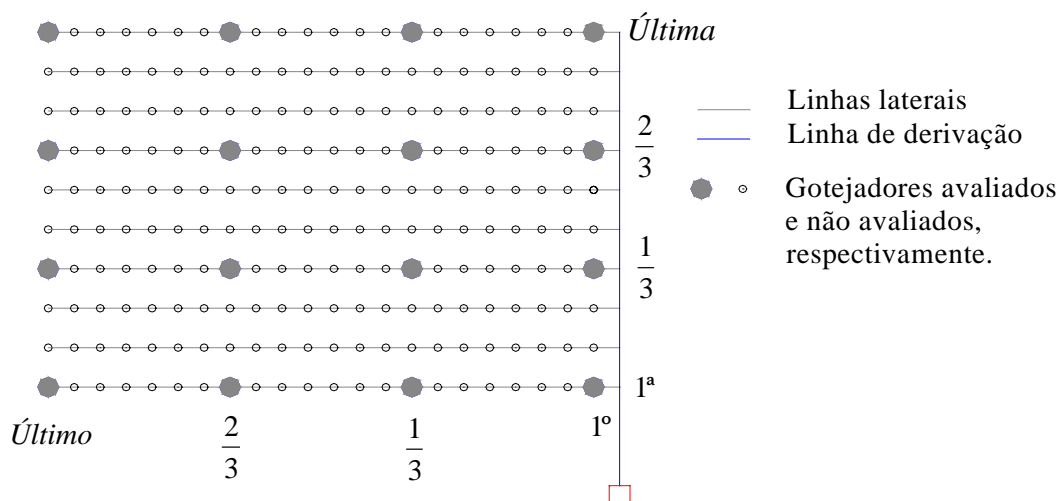 Última
Linhas laterais
Linha de derivação
2
3
Gotejadores avaliados
e não avaliados,
respectivamente.
1
3
1ª
Último
2
3
1
3
1º